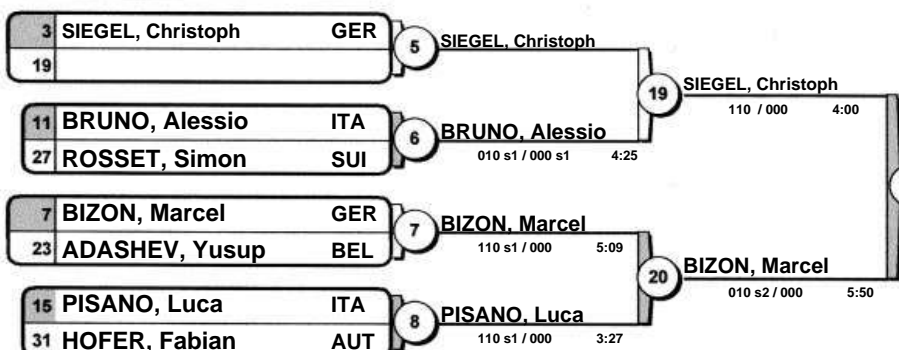 3 SIEGEL, Christoph GER
19
5
SIEGEL, Christoph
11 BRUNO, Alessio ITA
27 ROSSET, Simon SUI
6
BRUNO, Alessio
010 s1 / 000 s1 4:25
19
SIEGEL, Christoph
110 / 000 4:00
7 BIZON, Marcel GER
23 ADASHEV, Yusup BEL
7
BIZON, Marcel
110 s1 / 000 5:09
15 PISANO, Luca ITA
31 HOFER, Fabian AUT
8
PISANO, Luca
110 s1 / 000 3:27
20
BIZON, Marcel
010 s2 / 000 5:50